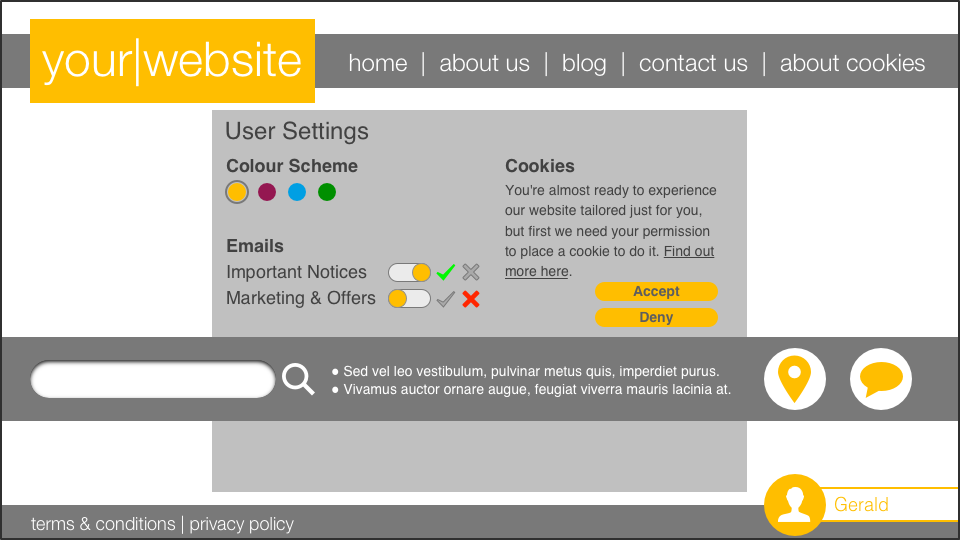 your|website
home | about us | blog | contact us | about cookies
User Settings
Colour Scheme
Emails
Important Notices
Marketing & Offers
Cookies
You're almost ready to experience
our website tailored just for you,
but first we need your permission
to place a cookie to do it. Find out
more here.
Accept
Deny
• Sed vel leo vestibulum, pulvinar metus quis, imperdiet purus.
• Vivamus auctor ornare augue, feugiat viverra mauris lacinia at.
Gerald
terms & conditions | privacy policy